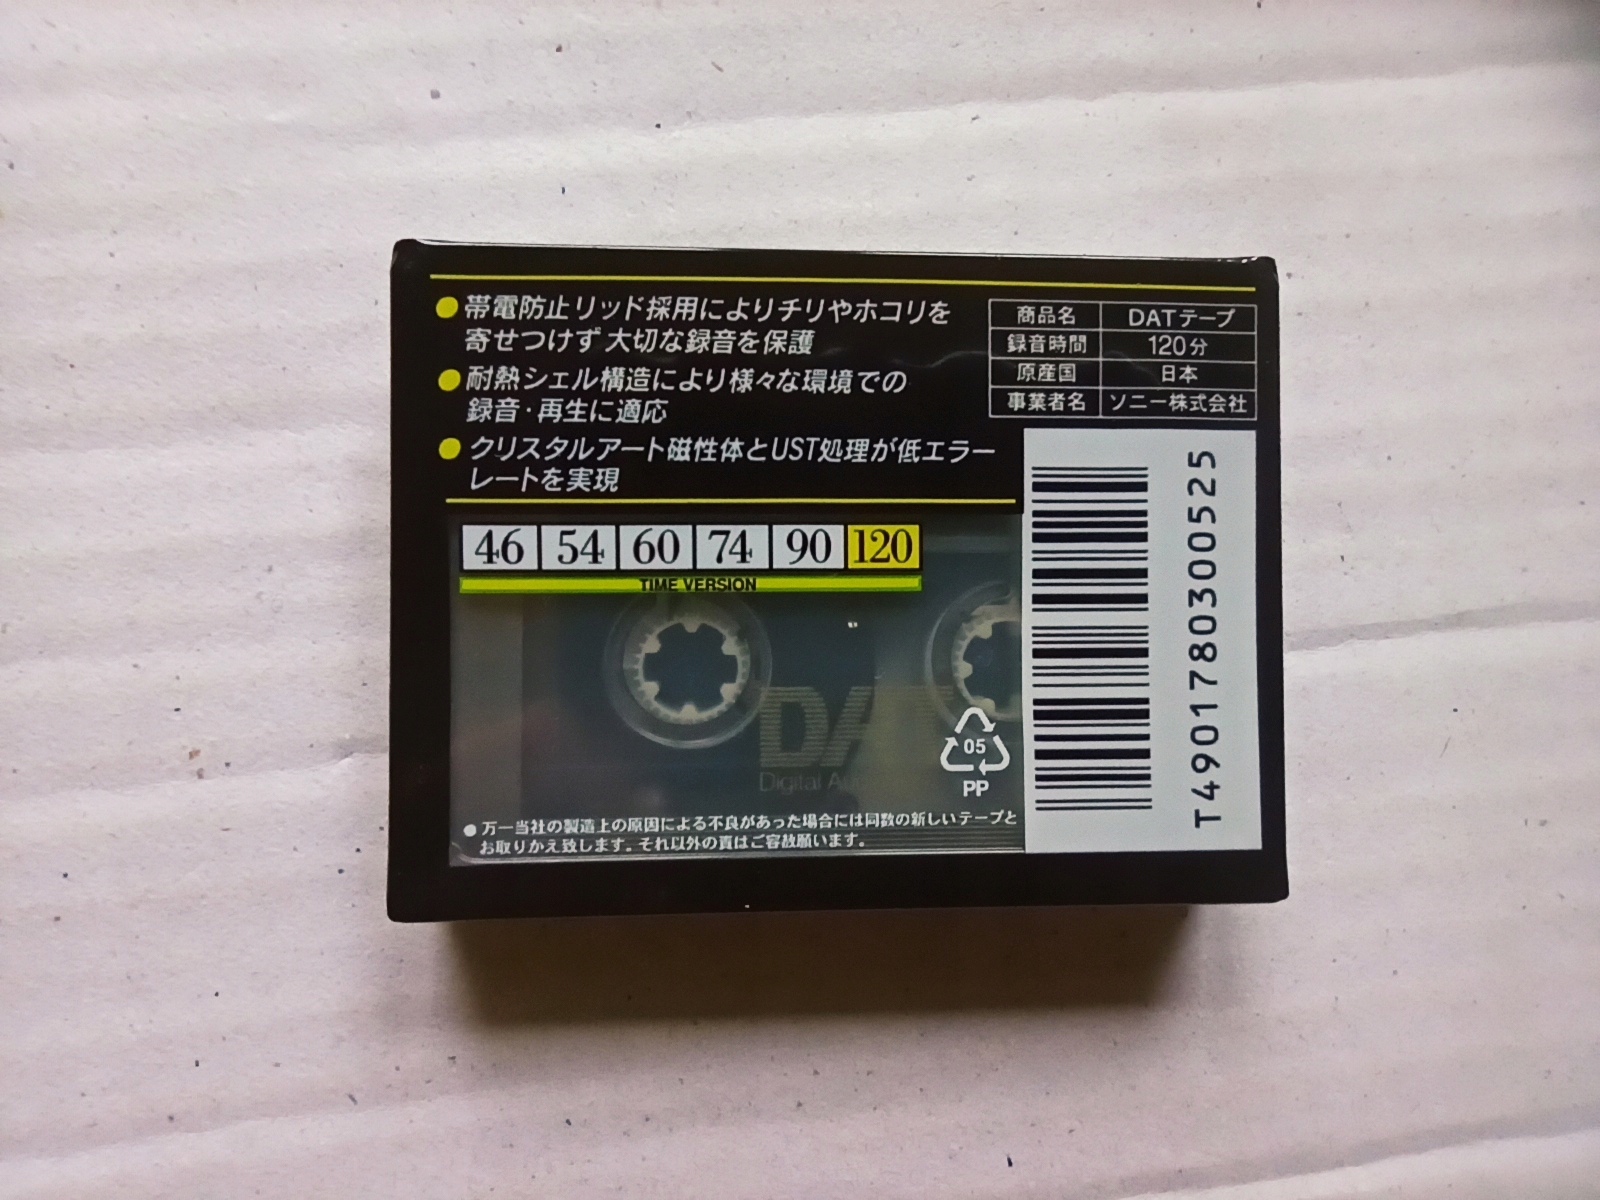 ●帯電防止リッド採用によりチリやホコリを
寄せつけず大切な録音を保護
●耐熱シェル構造により様々な環境での
録音・再生に適応
●クリスタルアート磁性体とUST処理が低エラー
レートを実現
商品名 DATテープ
録音時間 120分
原産国 日本
事業者名 ソニー株式会社
46 54 60 74 90 120
TIME VERSION
DAT
Digital Au
05
PP
●万一当社の製造上の原因による不良があった場合には同数の新しいテープと
お取りかえ致します。それ以外の責はご容赦願います。
T4901780300525